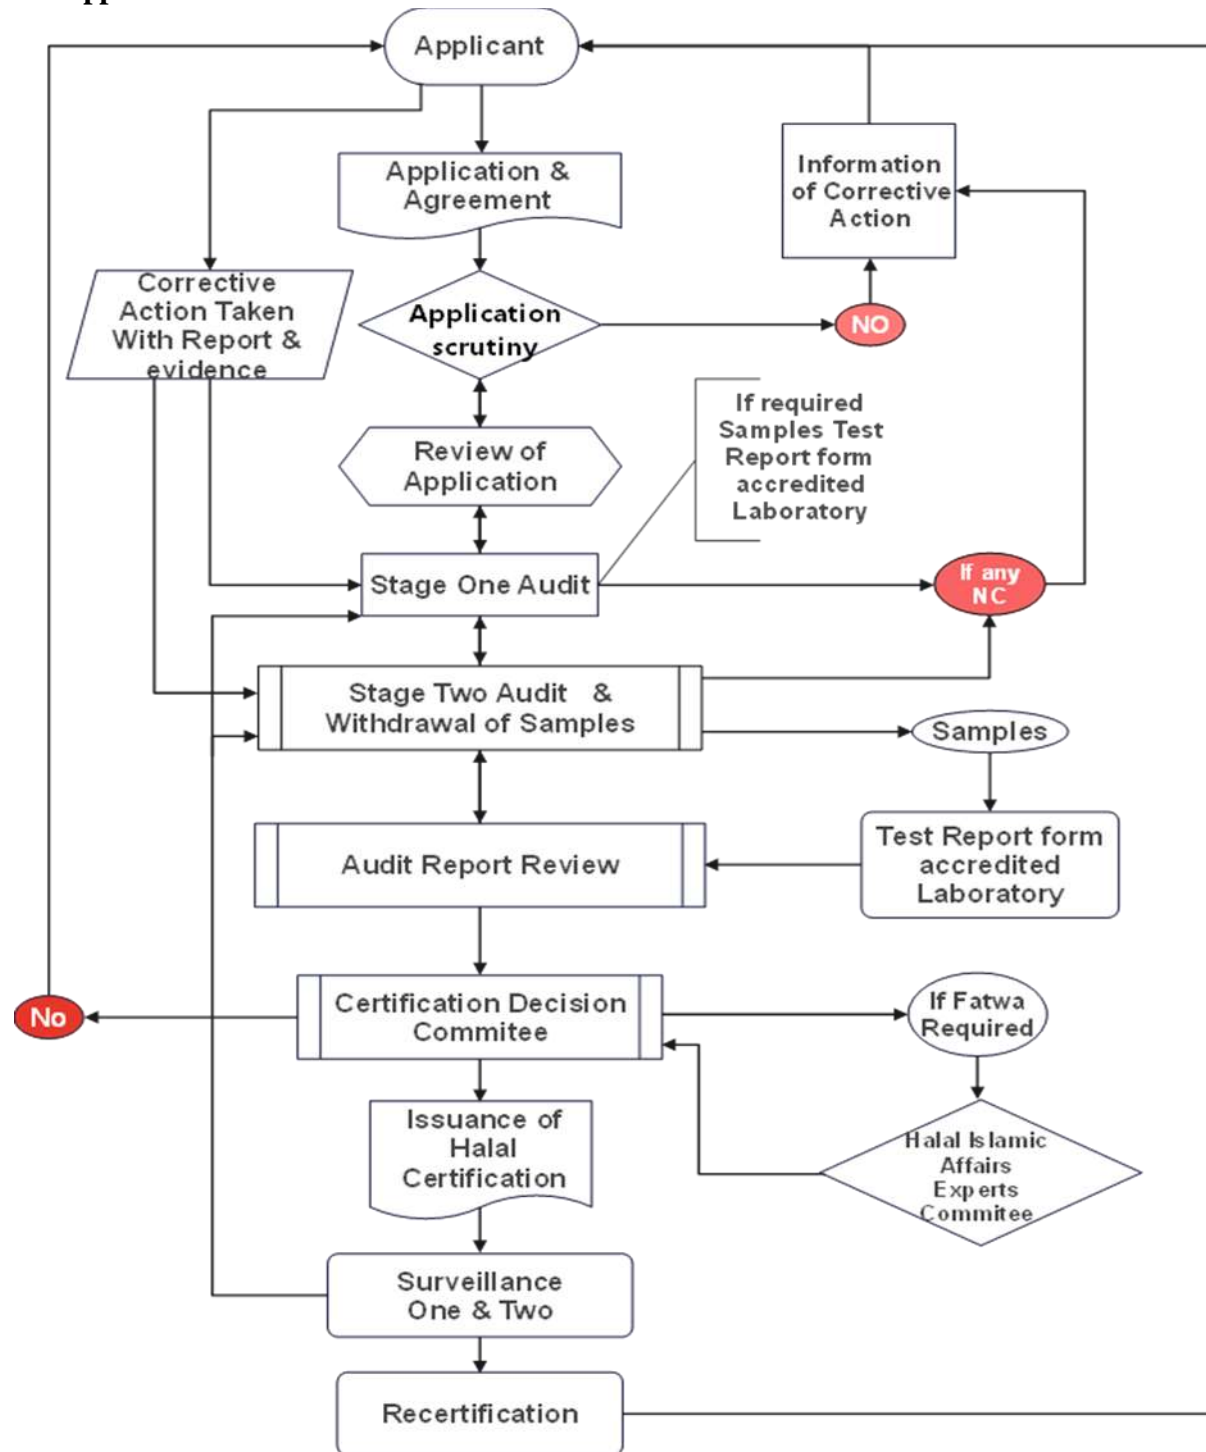 Applicant
Application &
Agreement
Information
of Corrective
Action
Corrective
Action Taken
With Report &
evidence
Application
scrutiny
NO
If required
Samples Test
Report form
accredited
Laboratory
Review of
Application
Stage One Audit
If any
NC
Stage Two Audit &
Withdrawal of Samples
Samples
Audit Report Review
Test Report form
accredited
Laboratory
No
Certification Decision
Commitee
If Fatwa
Required
Issuance of
Halal
Certification
Halal Islamic
Affairs
Experts
Commitee
Surveillance
One & Two
Recertification